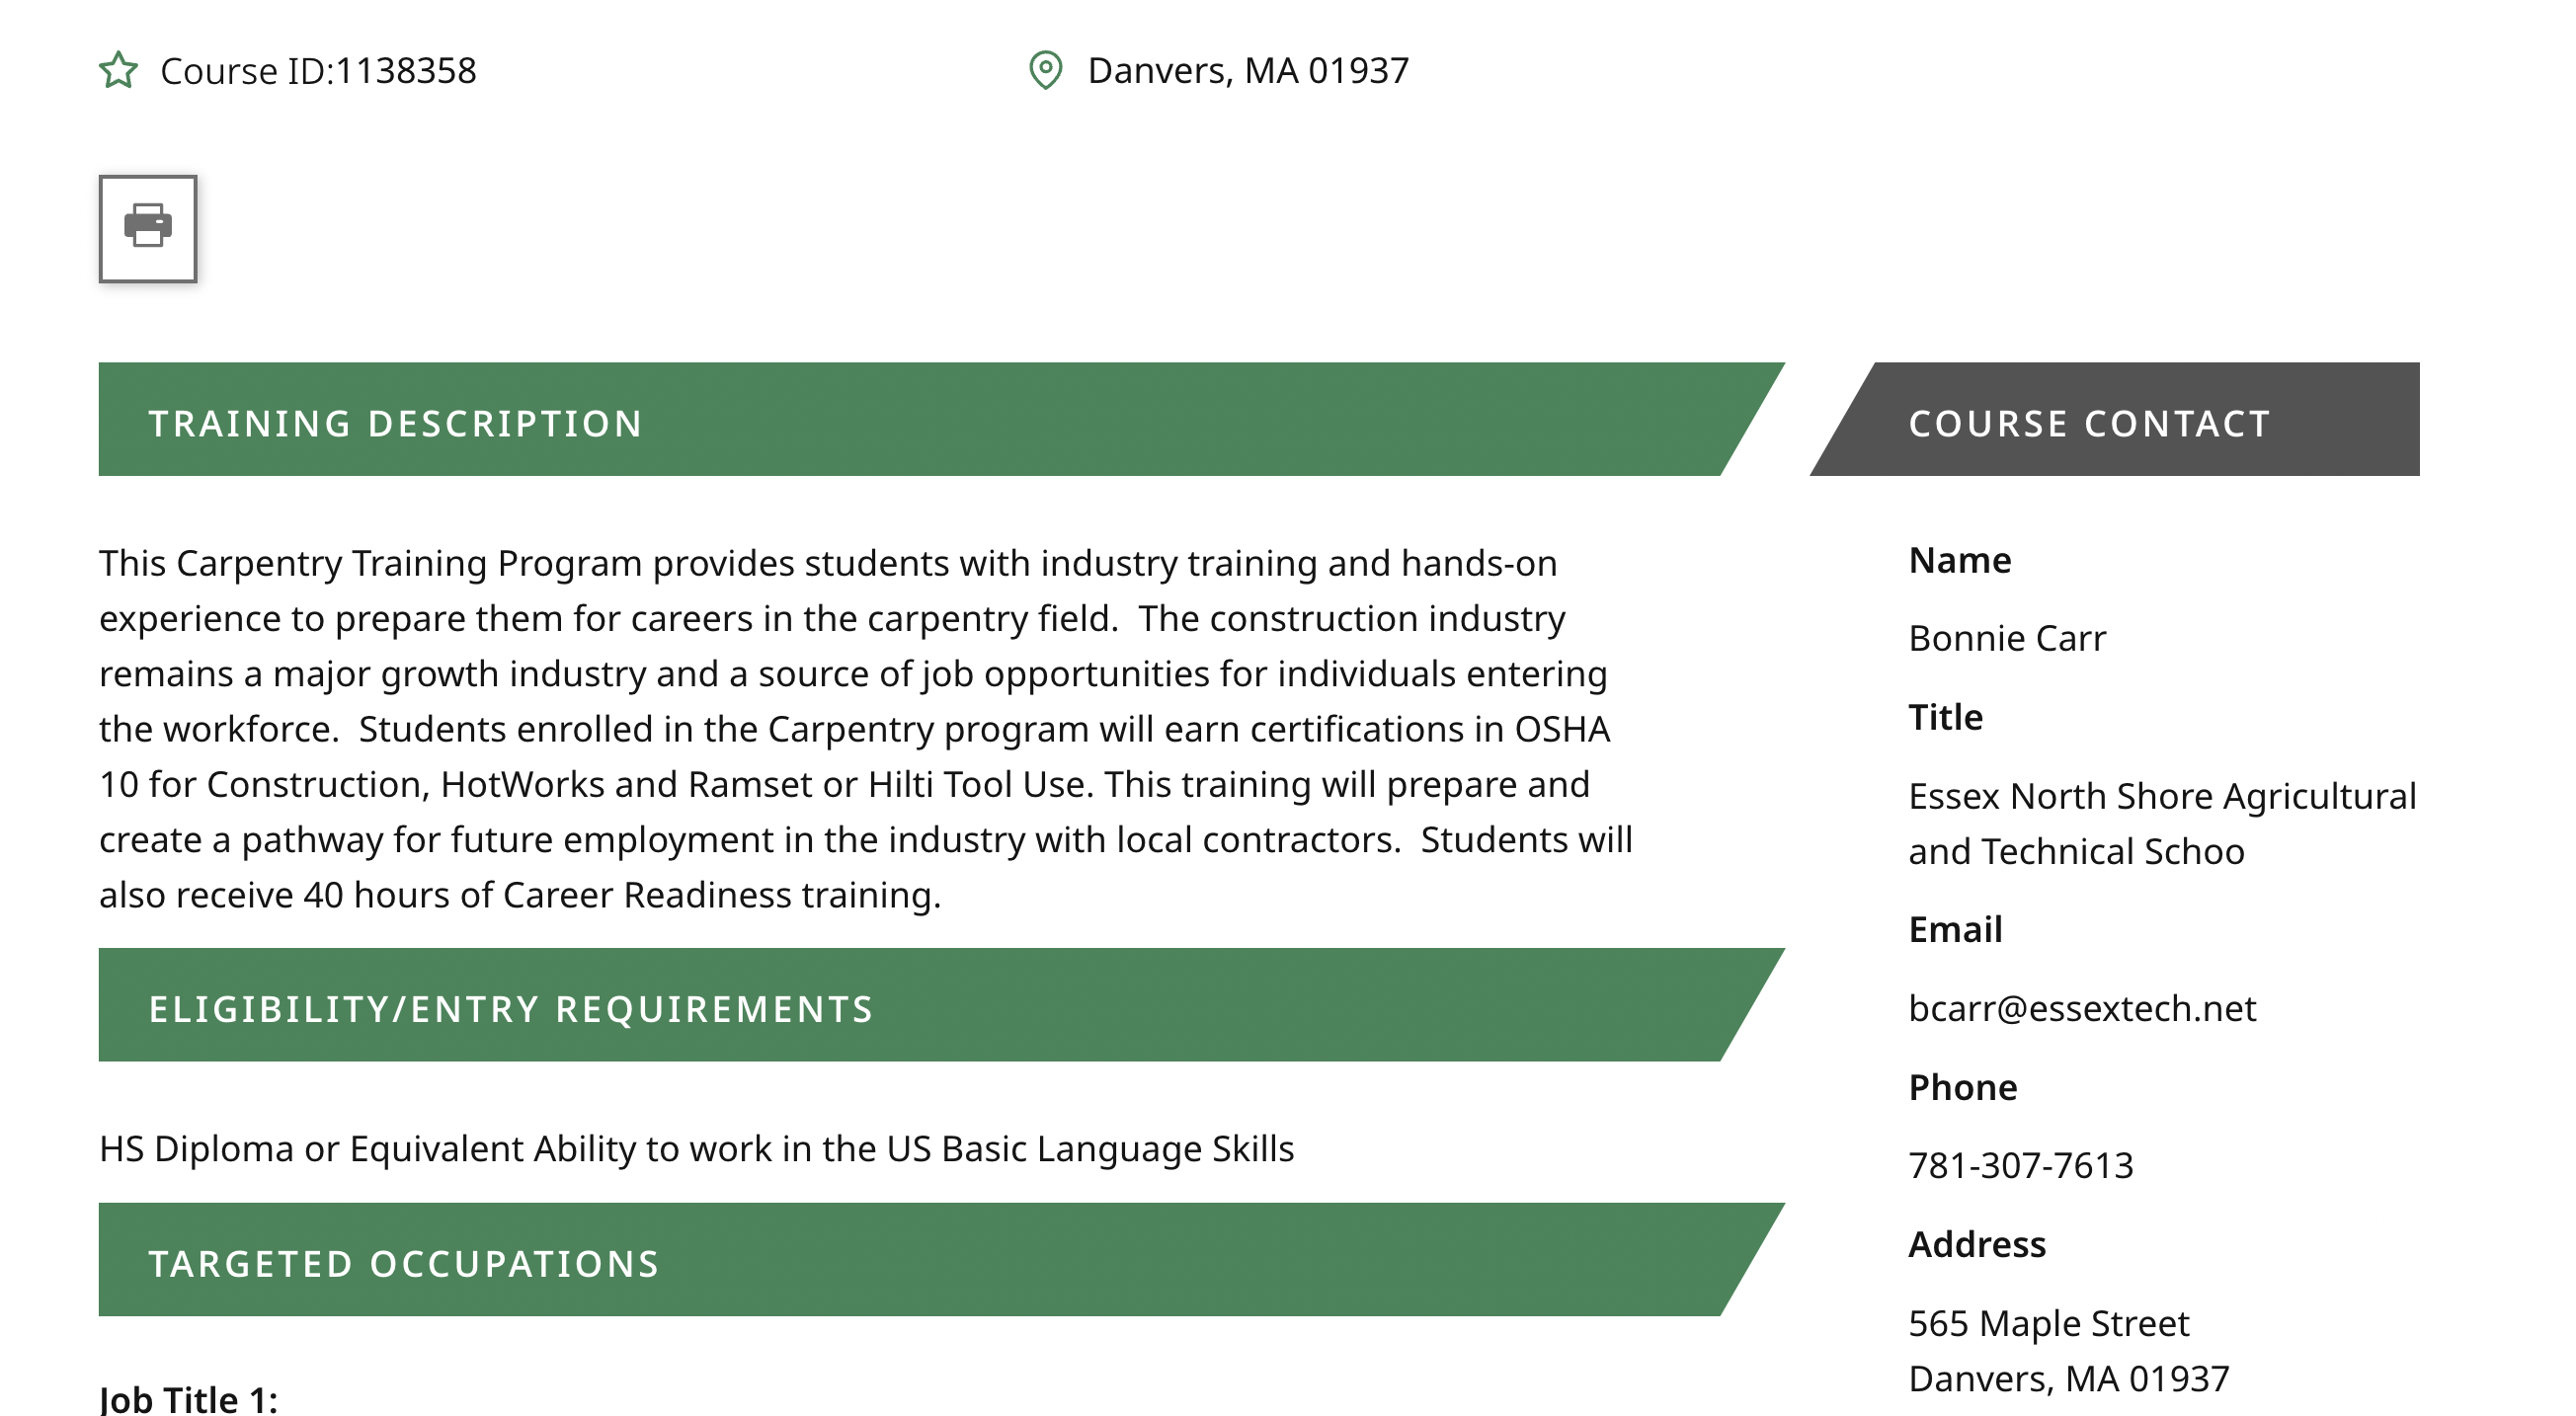 Course ID:1138358
Danvers, MA 01937
TRAINING DESCRIPTION
This Carpentry Training Program provides students with industry training and hands-on
experience to prepare them for careers in the carpentry field.  The construction industry
remains a major growth industry and a source of job opportunities for individuals entering
the workforce.  Students enrolled in the Carpentry program will earn certifications in OSHA
10 for Construction, HotWorks and Ramset or Hilti Tool Use. This training will prepare and
create a pathway for future employment in the industry with local contractors.  Students will
also receive 40 hours of Career Readiness training.
ELIGIBILITY/ENTRY REQUIREMENTS
HS Diploma or Equivalent Ability to work in the US Basic Language Skills
TARGETED OCCUPATIONS
Job Title 1:
COURSE CONTACT
Name
Bonnie Carr
Title
Essex North Shore Agricultural
and Technical Schoo
Email
bcarr@essextech.net
Phone
781-307-7613
Address
565 Maple Street
Danvers, MA 01937